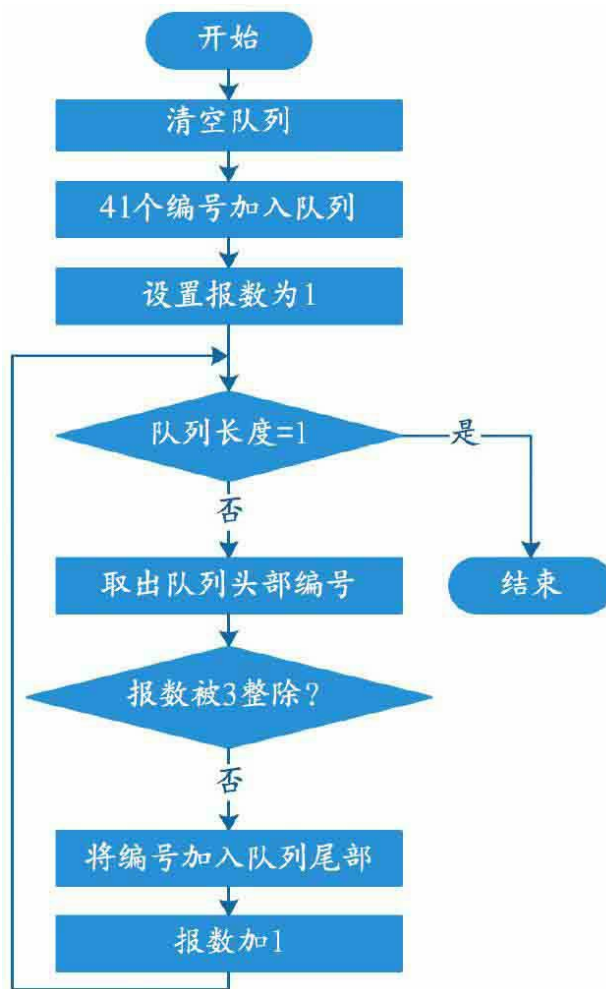 开始
清空队列
41个编号加入队列
设置报数为1
队列长度=1
是
否
取出队列头部编号
结束
报数被3整除?
否
将编号加入队列尾部
报数加1